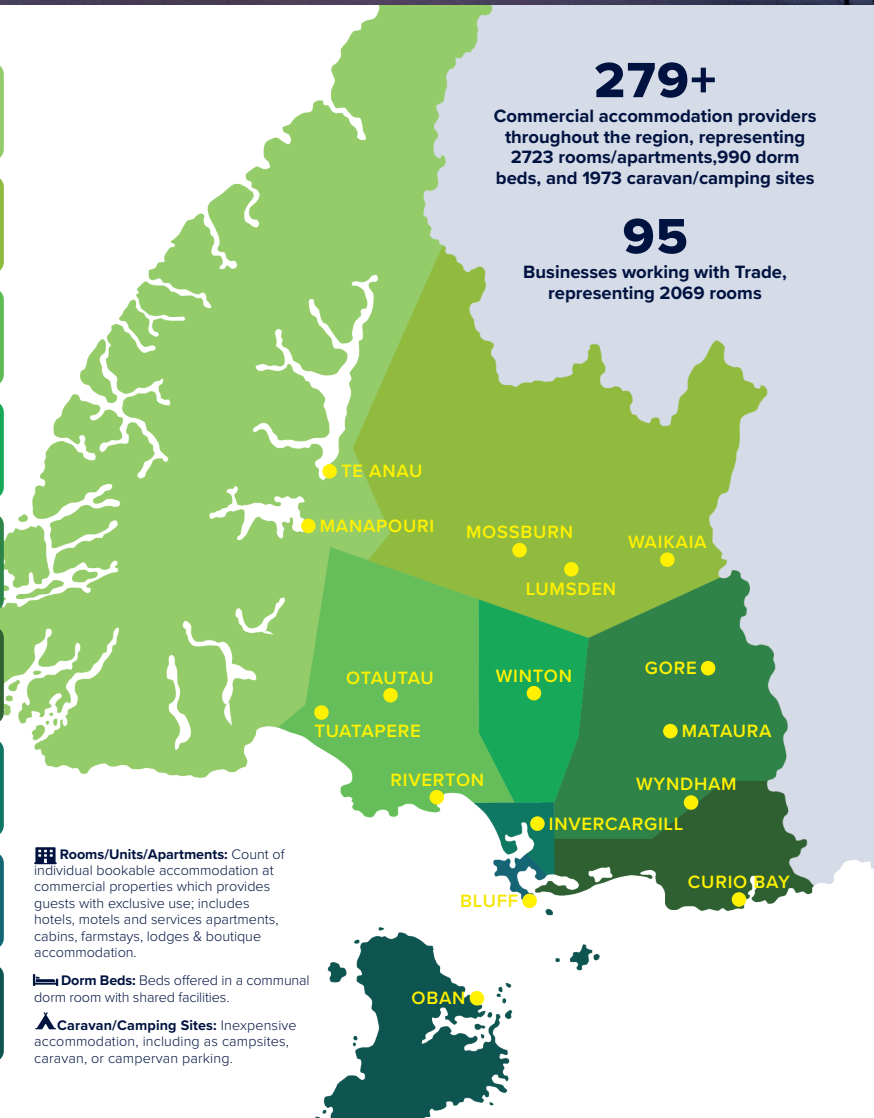 279+
Commercial accommodation providers
throughout the region, representing
2723 rooms/apartments,990 dorm
beds, and 1973 caravan/camping sites
95
Businesses working with Trade,
representing 2069 rooms
TE ANAU
MANAPOURI
MOSSBURN
WAIKAIA
LUMSDEN
GORE
OTAUTAU
WINTON
TUATAPERE
MATAURA
RIVERTON
WYNDHAM
INVERCARGILL
CURIO BAY
BLUFF
OBAN
Rooms/Units/Apartments: Count of
individual bookable accommodation at
commercial properties which provides
guests with exclusive use; includes
hotels, motels and services apartments,
cabins, farmstays, lodges & boutique
accommodation.
Dorm Beds: Beds offered in a communal
dorm room with shared facilities.
Caravan/Camping Sites: Inexpensive
accommodation, including as campsites,
caravan, or campervan parking.